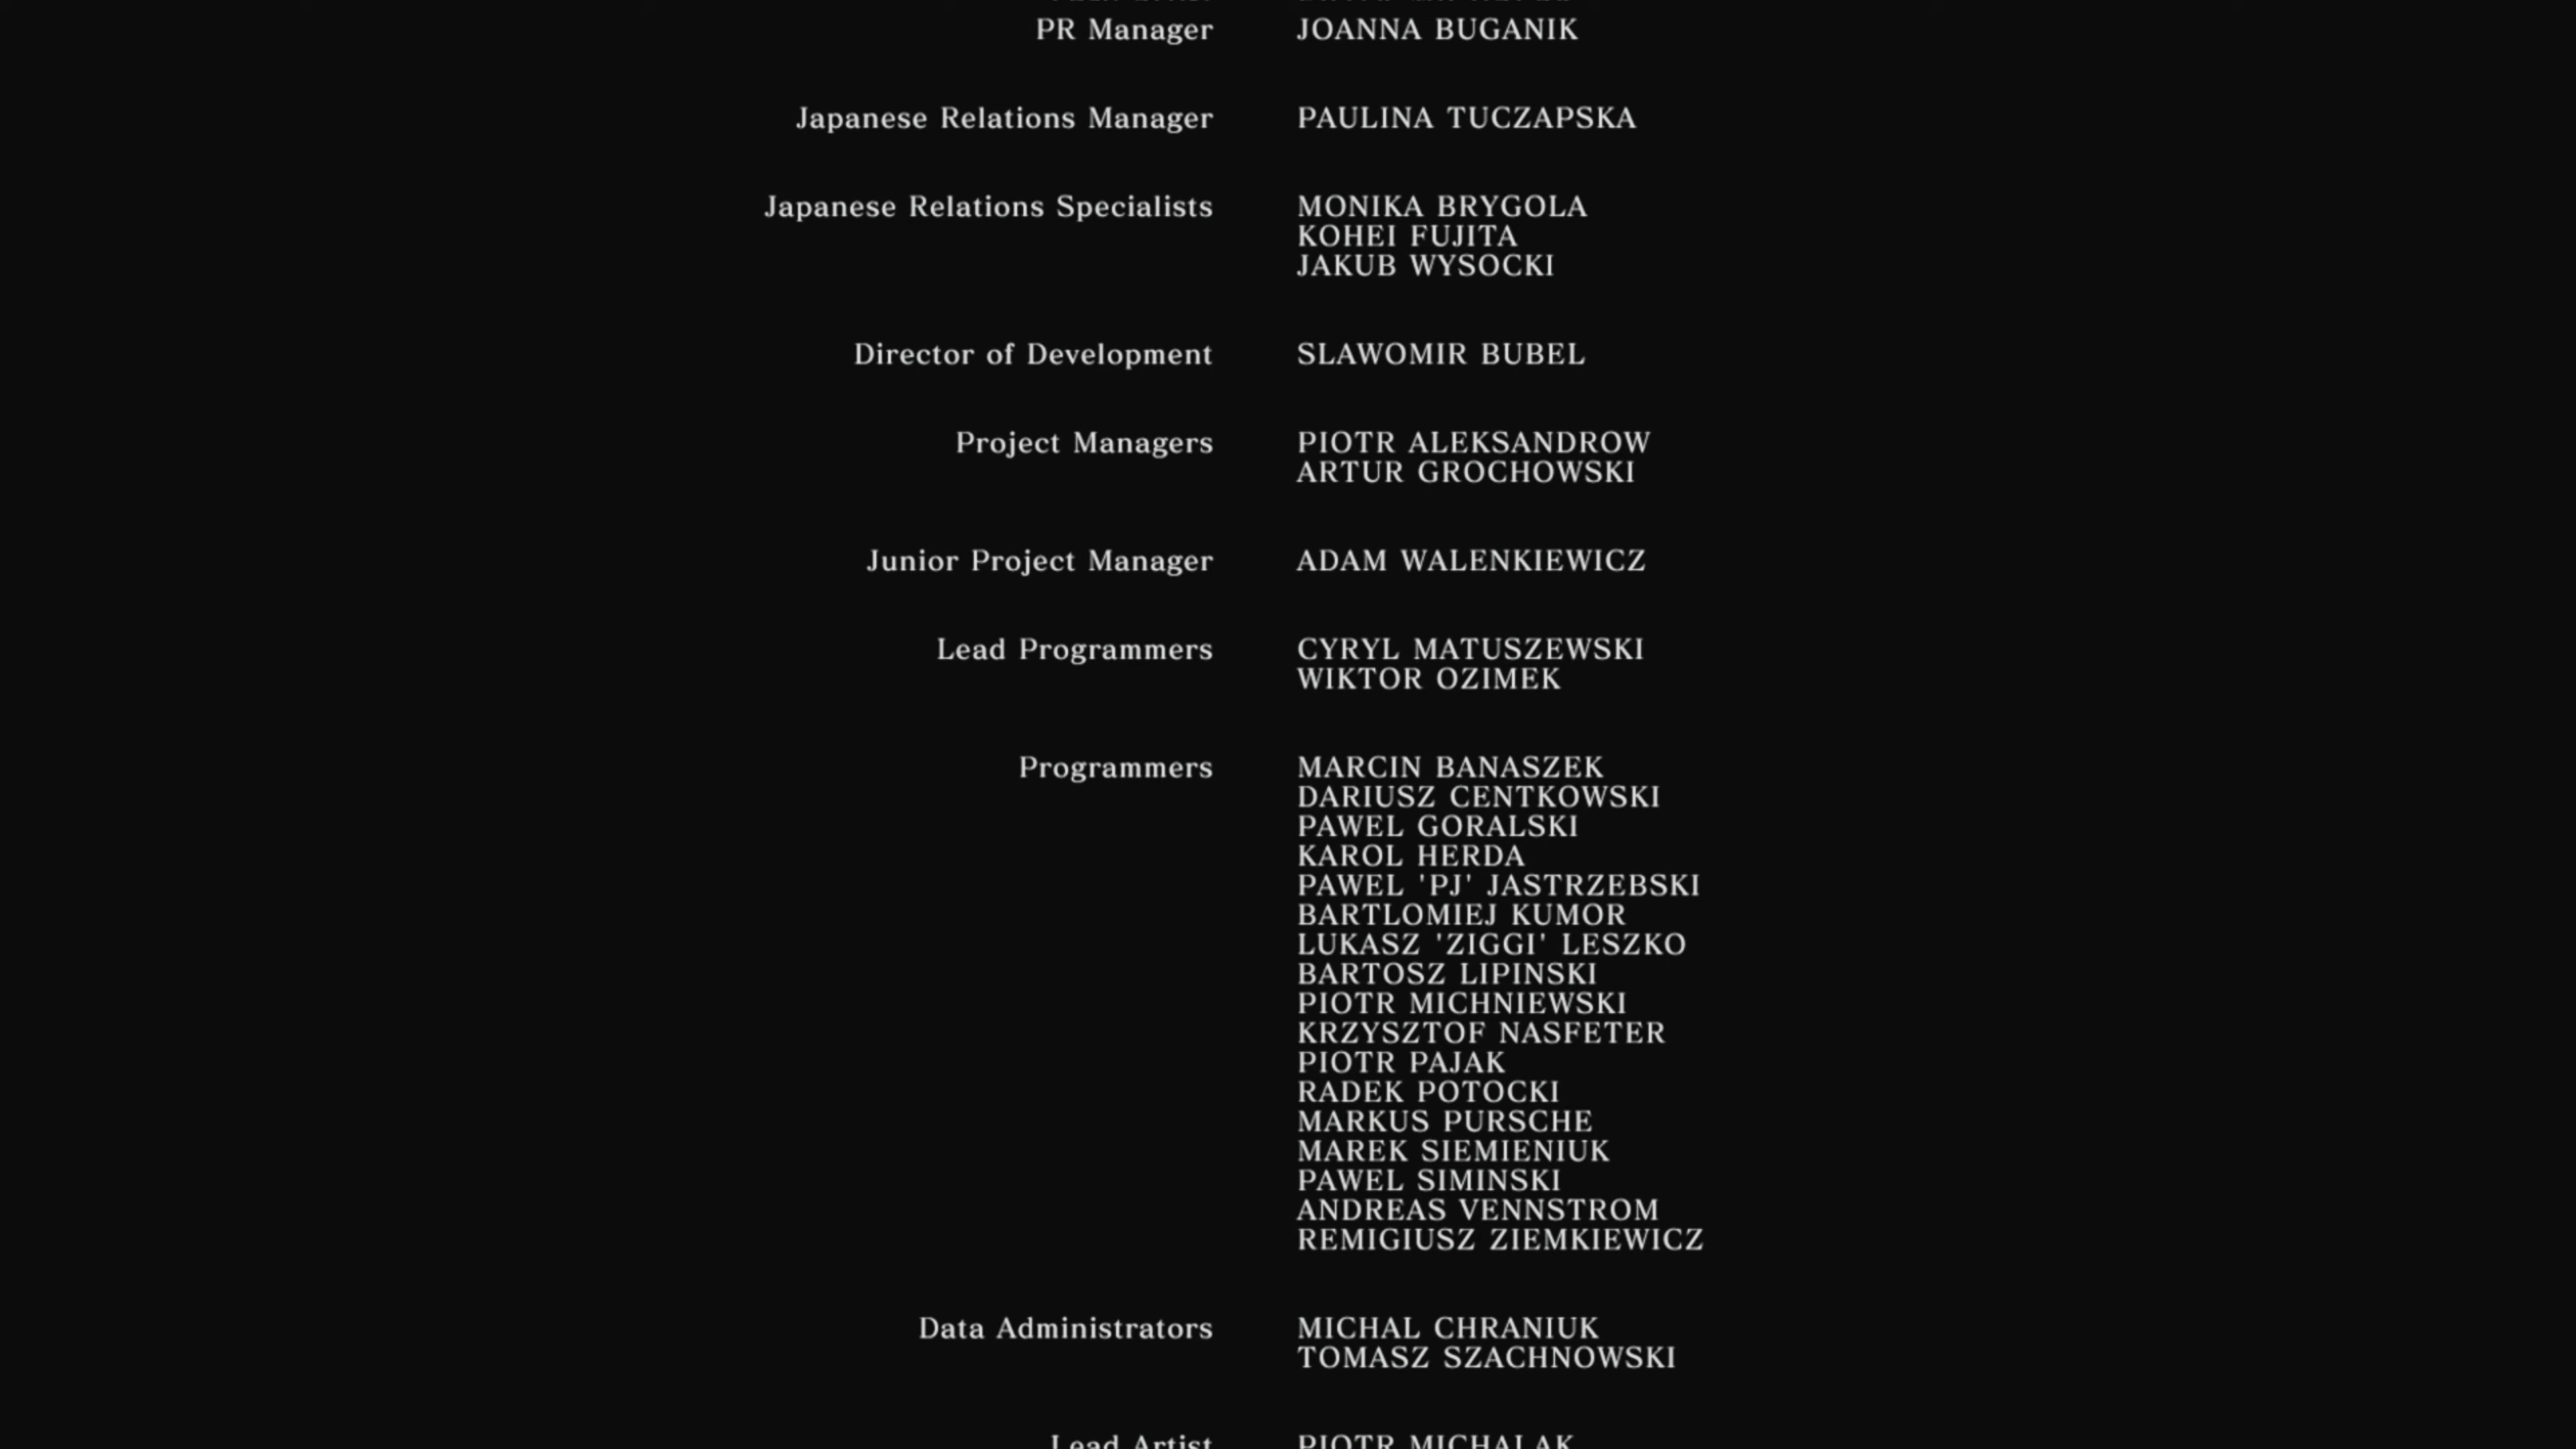 PR Manager JOANNA BUGANIK
Japanese Relations Manager PAULINA TUCZAPSKA
Japanese Relations Specialists MONIKA BRYGOLA
KOHEI FUJITA
JAKUB WYSOCKI
Director of Development SLAWOMIR BUBEL
Project Managers PIOTR ALEKSANDROW
ARTUR GROCHOWSKI
Junior Project Manager ADAM WALENKIEWICZ
Lead Programmers CYRYL MATUSZEWSKI
WIKTOR OZIMEK
Programmers MARCIN BANASZEK
DARIUSZ CENTKOWSKI
PAWEL GORALSKI
KAROL HERDA
PAWEL 'PJ' JASTRZEBSKI
BARTLOMIEJ KUMOR
LUKASZ 'ZIGGI' LESZKO
BARTOSZ LIPINSKI
PIOTR MICHNIEWSKI
KRZYSZTOF NASFETER
PIOTR PAJAK
RADEK POTOCKI
MARKUS PURSCHE
MAREK SIEMIENIUK
PAWEL SIMINSKI
ANDREAS VENNSTROM
REMIGIUSZ ZIEMKIEWICZ
Data Administrators MICHAL CHRANIUK
TOMASZ SZACHNOWSKI
Lead Artist PIOTR MICHALAK